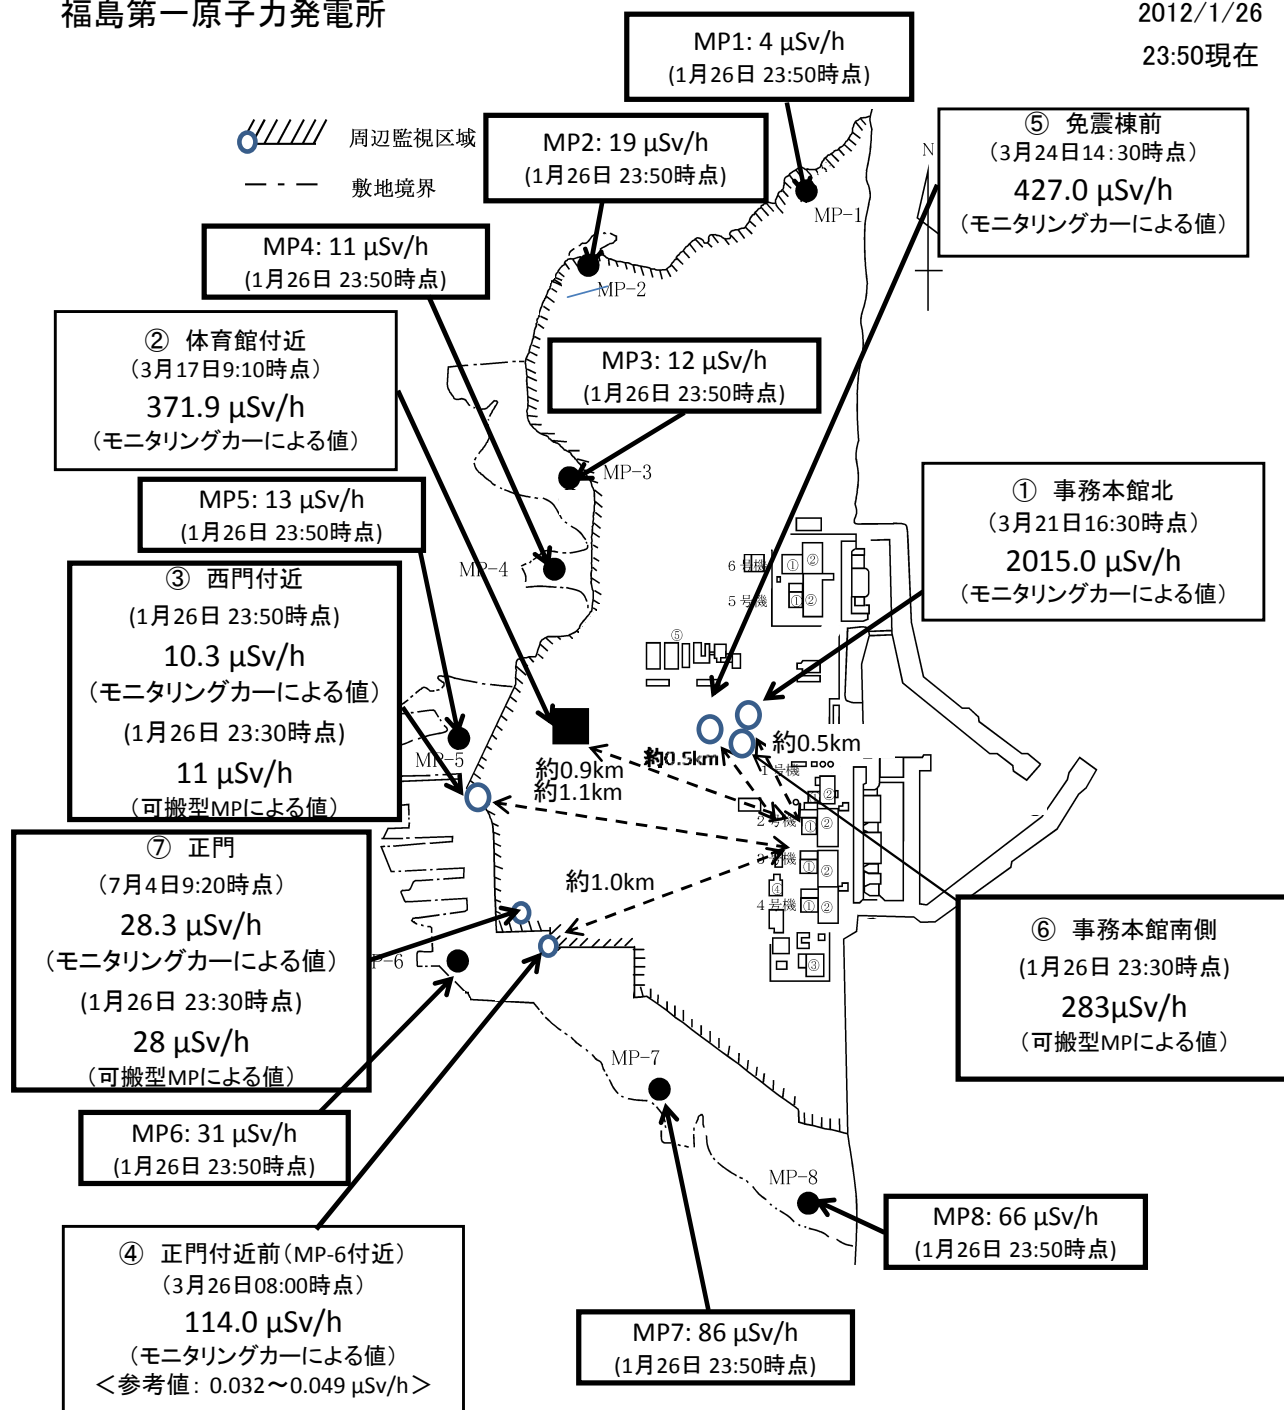 福島第一原子力発電所
2012/1/26
23:50現在
周辺監視区域
敷地境界
MP1: 4 μSv/h
(1月26日 23:50時点)
MP2: 19 μSv/h
(1月26日 23:50時点)
MP4: 11 μSv/h
(1月26日 23:50時点)
⑤ 免震棟前
(3月24日14:30時点)
427.0 μSv/h
(モニタリングカーによる値)
N
MP-1
MP-2
② 体育館付近
(3月17日9:10時点)
371.9 μSv/h
(モニタリングカーによる値)
MP3: 12 μSv/h
(1月26日 23:50時点)
MP-3
MP5: 13 μSv/h
(1月26日 23:50時点)
① 事務本館北
(3月21日16:30時点)
2015.0 μSv/h
(モニタリングカーによる値)
MP-4
6号機
① ②
5号機
① ②
③ 西門付近
(1月26日 23:50時点)
10.3 μSv/h
(モニタリングカーによる値)
(1月26日 23:30時点)
11 μSv/h
(可搬型MPによる値)
⑤
MP-5
約0.9km
約1.1km
約0.5km
約0.5km
1号機
②
2号機
① ②
3号機
① ②
④
4号機
① ②
③
約1.0km
⑦ 正門
(7月4日9:20時点)
28.3 μSv/h
(モニタリングカーによる値)
(1月26日 23:30時点)
28 μSv/h
(可搬型MPによる値)
P-6
⑥ 事務本館南側
(1月26日 23:30時点)
283μSv/h
(可搬型MPによる値)
MP-7
MP6: 31 μSv/h
(1月26日 23:50時点)
MP-8
MP8: 66 μSv/h
(1月26日 23:50時点)
④ 正門付近前(MP-6付近)
(3月26日08:00時点)
114.0 μSv/h
(モニタリングカーによる値)
<参考値: 0.032～0.049 μSv/h>
MP7: 86 μSv/h
(1月26日 23:50時点)